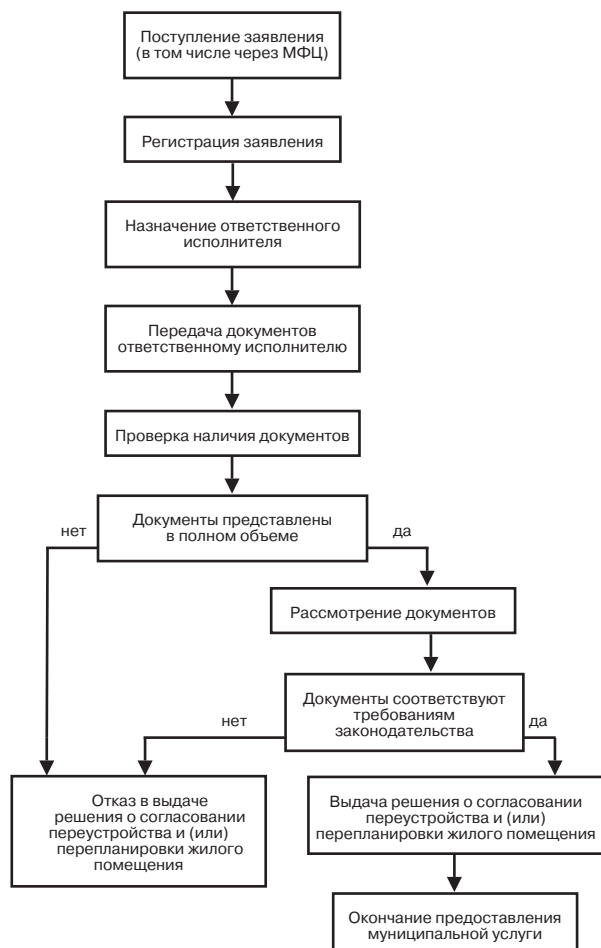 Поступление заявления
(в том числе через МФЦ)
Регистрация заявления
Назначение ответственного
исполнителя
Передача документов
ответственному исполнителю
Проверка наличия документов
Документы представлены
в полном объеме
нет
да
Рассмотрение документов
Документы соответствуют
требованиям
законодательства
нет
да
Отказ в выдаче
решения о согласовании
переустройства и (или)
перепланировки жилого
помещения
Выдача решения о согласовании
переустройства и (или)
перепланировки жилого помещения
Окончание предоставления
муниципальной услуги